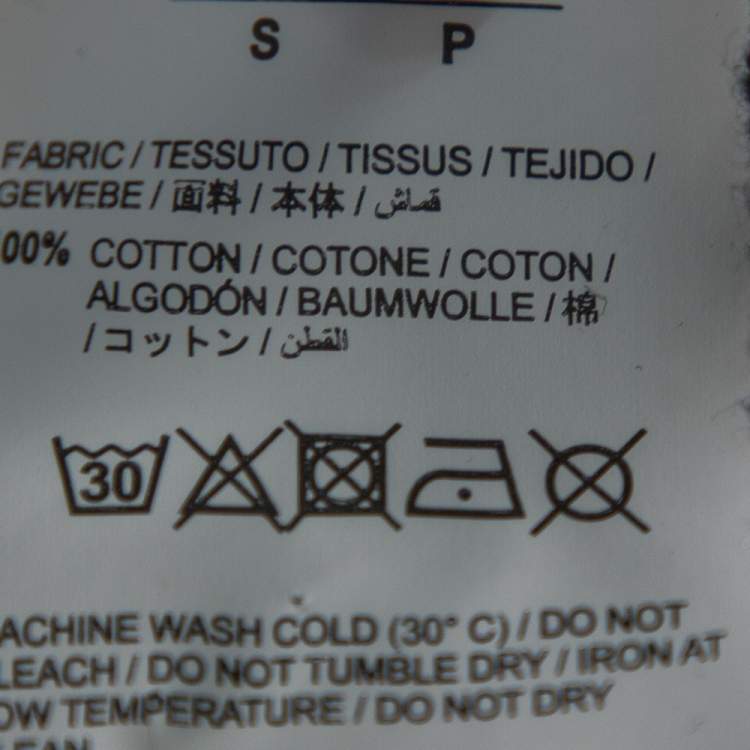 S P
FABRIC / TESSUTO / TISSUS / TEJIDO /
GEWEBE / 面料 / 本体 / قماش
00% COTTON / COTONE / COTON /
ALGODÓN / BAUMWOLLE / 棉
/ コットン / القطن
30
ACHINE WASH COLD (30° C) / DO NOT
LEACH / DO NOT TUMBLE DRY / IRON AT
OW TEMPERATURE / DO NOT DRY
LEAN